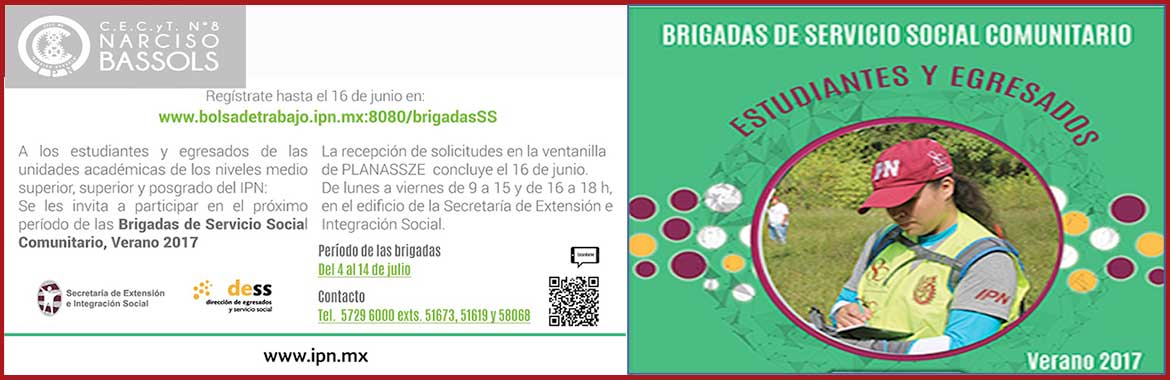 C.E.C.yT. N°8
NARCISO
BASSOLS
Regístrate hasta el 16 de junio en:
www.bolsadetrabajo.ipn.mx:8080/brigadasSS
A los estudiantes y egresados de las
unidades académicas de los niveles medio
superior, superior y posgrado del IPN:
Se les invita a participar en el próximo
período de las Brigadas de Servicio Social
Comunitario, Verano 2017
La recepción de solicitudes en la ventanilla
de PLANASSZE concluye el 16 de junio.
De lunes a viernes de 9 a 15 y de 16 a 18 h,
en el edificio de la Secretaría de Extensión e
Integración Social.
Período de las brigadas
Del 4 al 14 de julio
Contacto
Tel. 5729 6000 exts. 51673, 51619 y 58068
Secretaría de Extensión
e Integración Social
dess
dirección de egresados
y servicio social
www.ipn.mx
BRIGADAS DE SERVICIO SOCIAL COMUNITARIO
ESTUDIANTES Y EGRESADOS
IPN
IPN
Verano 2017